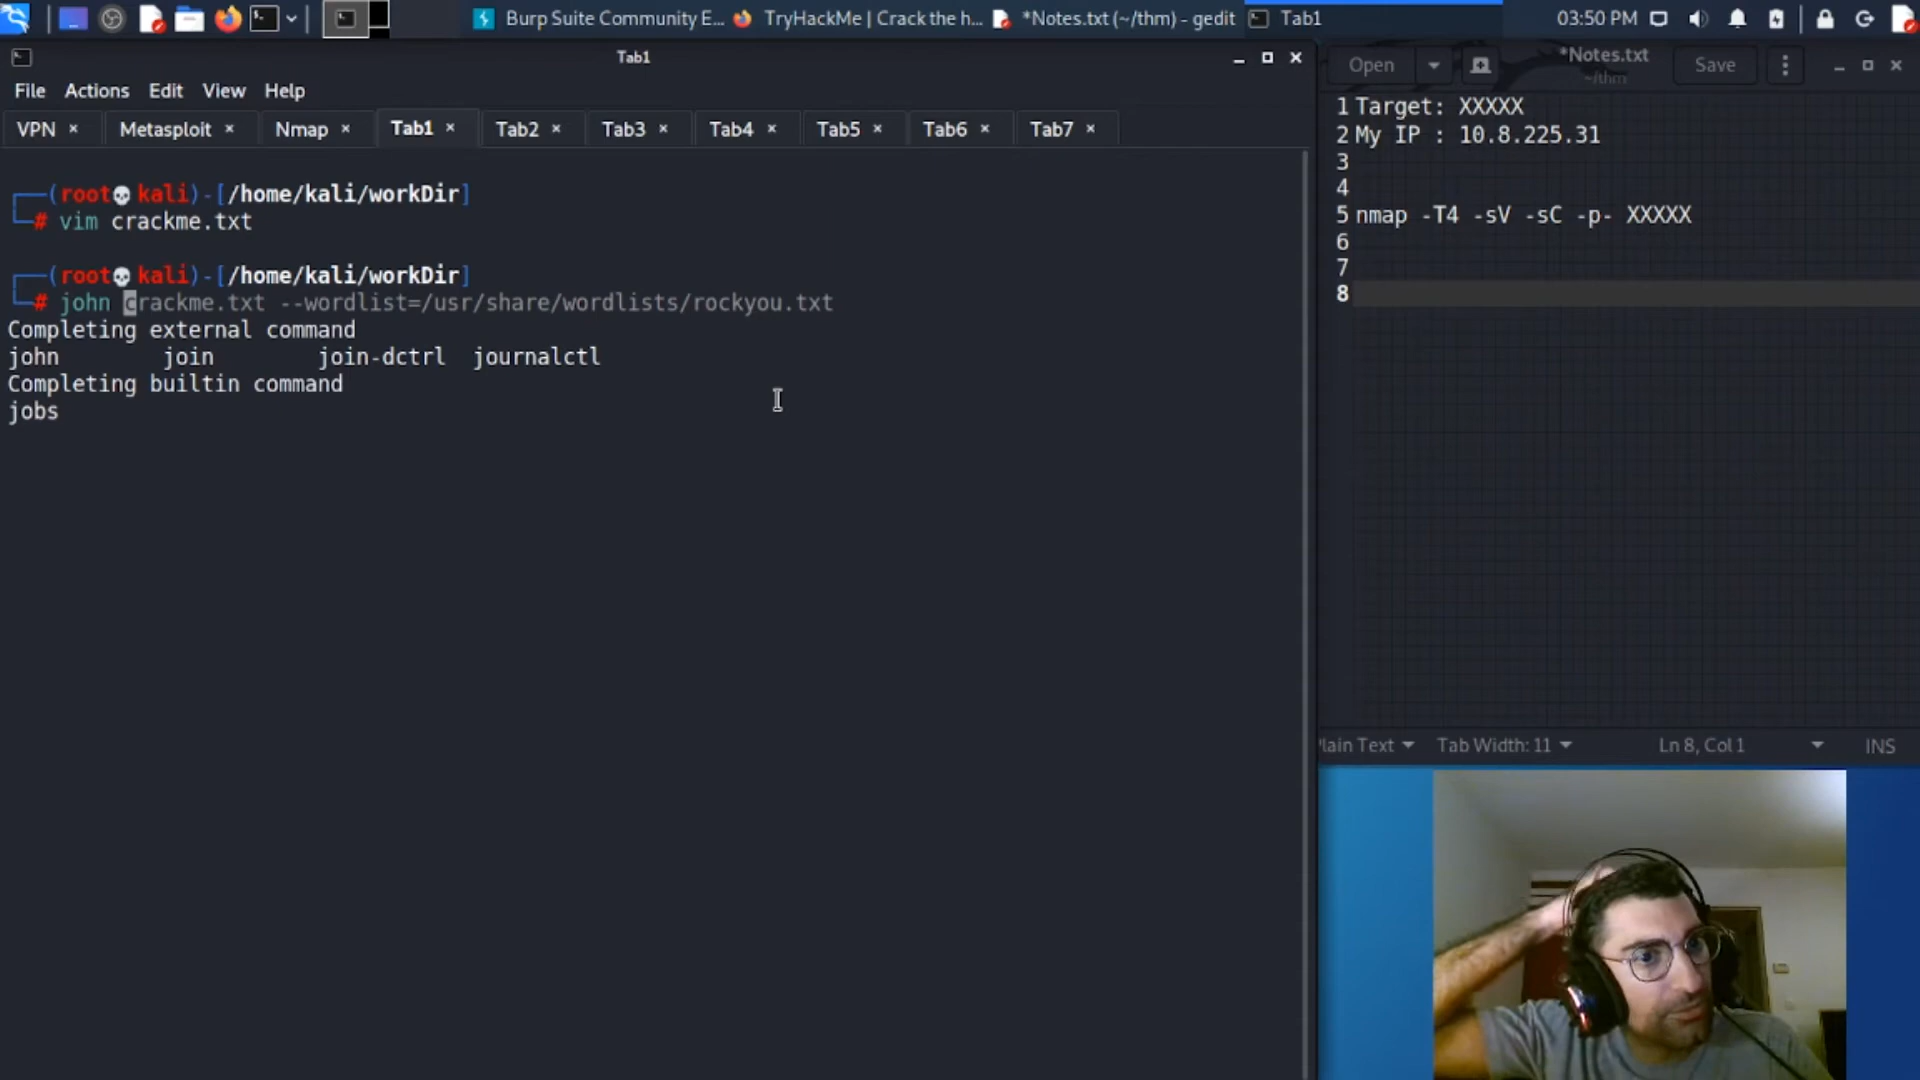 Burp Suite Community E...
TryHackMe | Crack the h...
*Notes.txt (~/thm) - gedit
Tab1
03:50 PM
Tab1
File Actions Edit View Help
VPN × Metasploit × Nmap × Tab1 × Tab2 × Tab3 × Tab4 × Tab5 × Tab6 × Tab7 ×
┌──(root💀kali)-[/home/kali/workDir]
└─# vim crackme.txt
┌──(root💀kali)-[/home/kali/workDir]
└─# john crackme.txt --wordlist=/usr/share/wordlists/rockyou.txt
Completing external command
john join join-dctrl journalctl
Completing builtin command
jobs
Open
*Notes.txt
~/thm
Save
1 Target: XXXXX
2 My IP : 10.8.225.31
3
4
5 nmap -T4 -sV -sC -p- XXXXX
6
7
8
lain Text Tab Width: 11 Ln 8, Col 1 INS